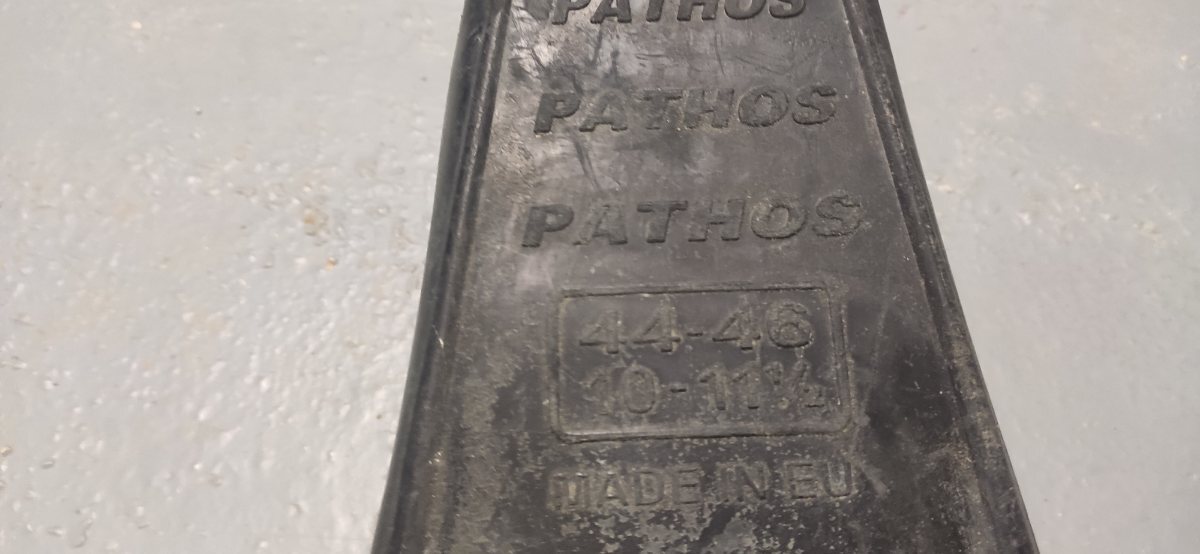 PATHOS
PATHOS
PATHOS
44-46
10-11½
MADE IN EU